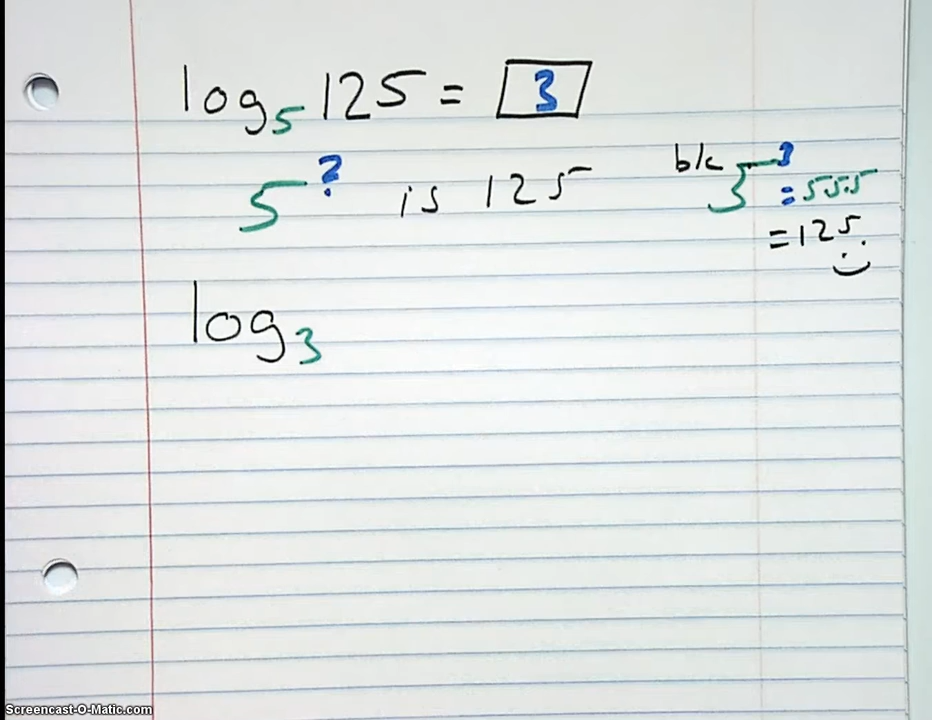 log₅ 125 = 3
5^? is 125
b/c 5³
= 5·5·5
= 125
log₃
Screencast-O-Matic.com